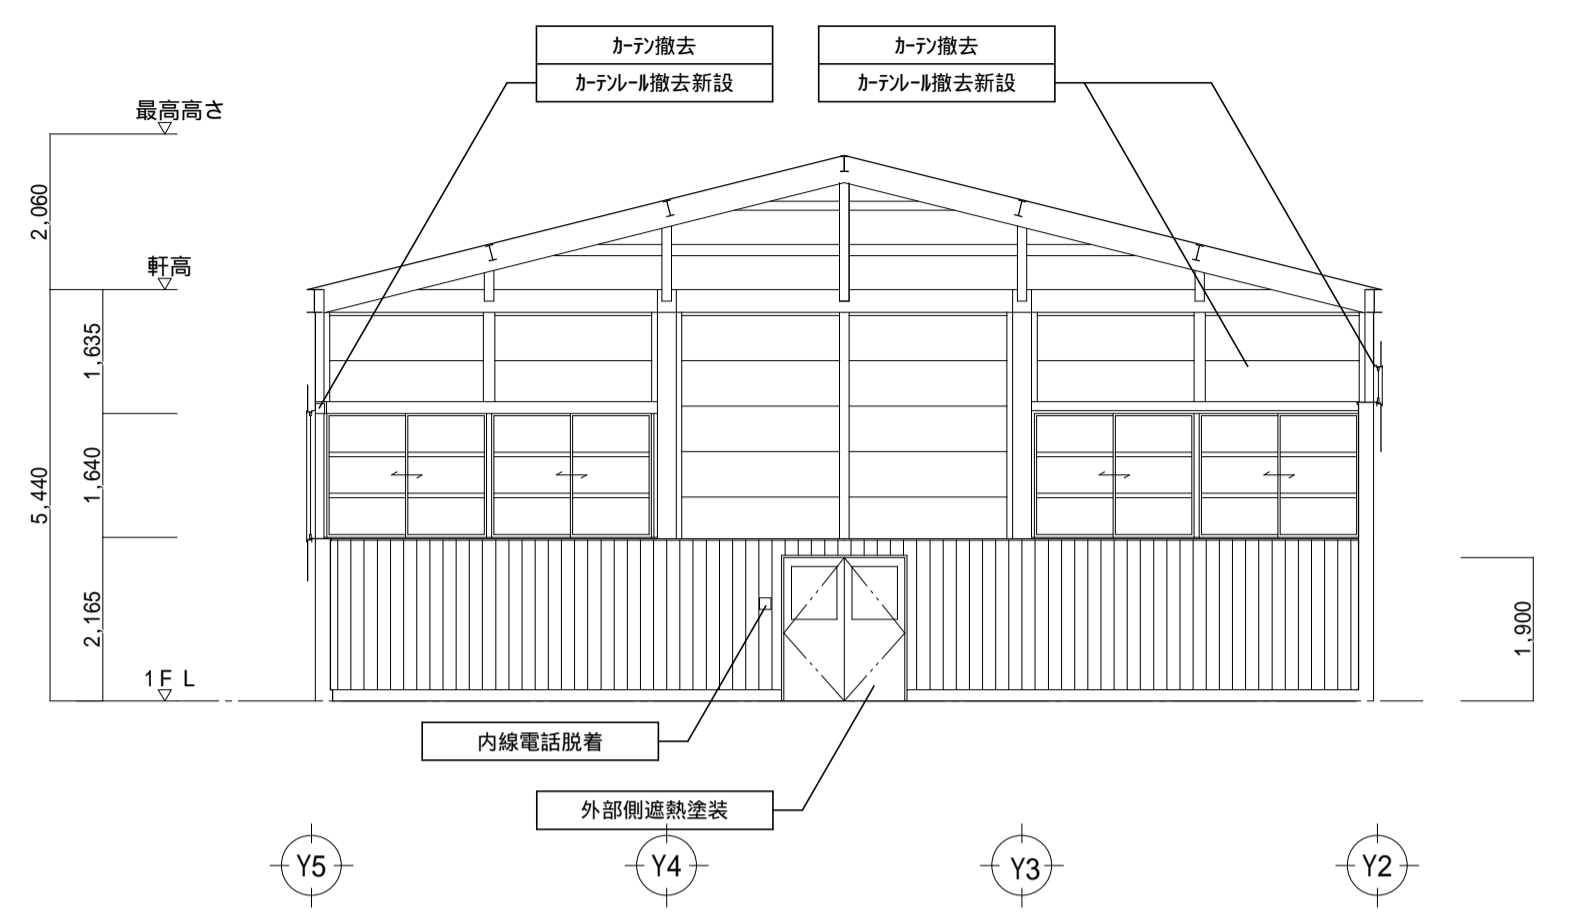 ｶｰﾃﾝ撤去
ｶｰﾃﾝﾚｰﾙ撤去新設
ｶｰﾃﾝ撤去
ｶｰﾃﾝﾚｰﾙ撤去新設
最高高さ
2,060
軒高
1,635
1,640
5,440
2,165
1,900
1ＦＬ
内線電話脱着
外部側遮熱塗装
Y5
Y4
Y3
Y2